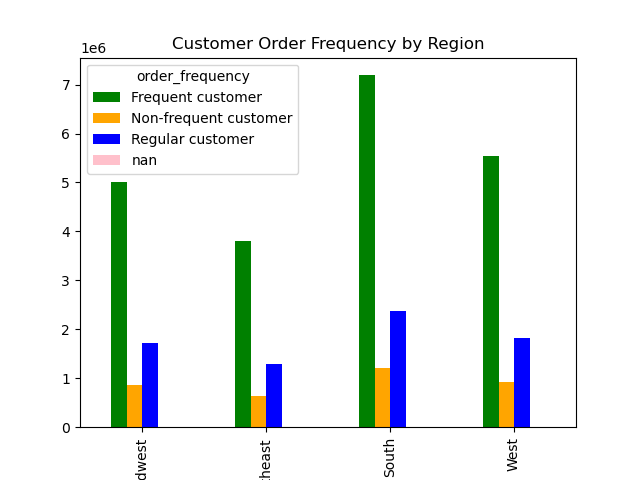 Customer Order Frequency by Region
1e6
order_frequency
Frequent customer
Non-frequent customer
Regular customer
nan
7
6
5
4
3
2
1
0
dwest
heast
South
West